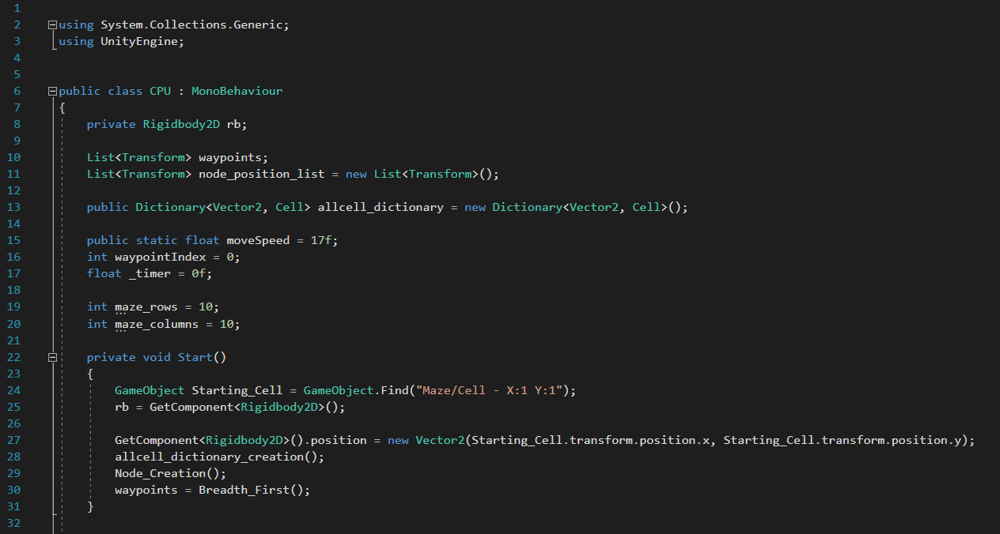 1
2 using System.Collections.Generic;
3 using UnityEngine;
4
5
6 public class CPU : MonoBehaviour
7 {
8 private Rigidbody2D rb;
9
10 List<Transform> waypoints;
11 List<Transform> node_position_list = new List<Transform>();
12
13 public Dictionary<Vector2, Cell> allcell_dictionary = new Dictionary<Vector2, Cell>();
14
15 public static float moveSpeed = 17f;
16 int waypointIndex = 0;
17 float _timer = 0f;
18
19 int maze_rows = 10;
20 int maze_columns = 10;
21
22 private void Start()
23 {
24 GameObject Starting_Cell = GameObject.Find("Maze/Cell - X:1 Y:1");
25 rb = GetComponent<Rigidbody2D>();
26
27 GetComponent<Rigidbody2D>().position = new Vector2(Starting_Cell.transform.position.x, Starting_Cell.transform.position.y);
28 allcell_dictionary_creation();
29 Node_Creation();
30 waypoints = Breadth_First();
31 }
32